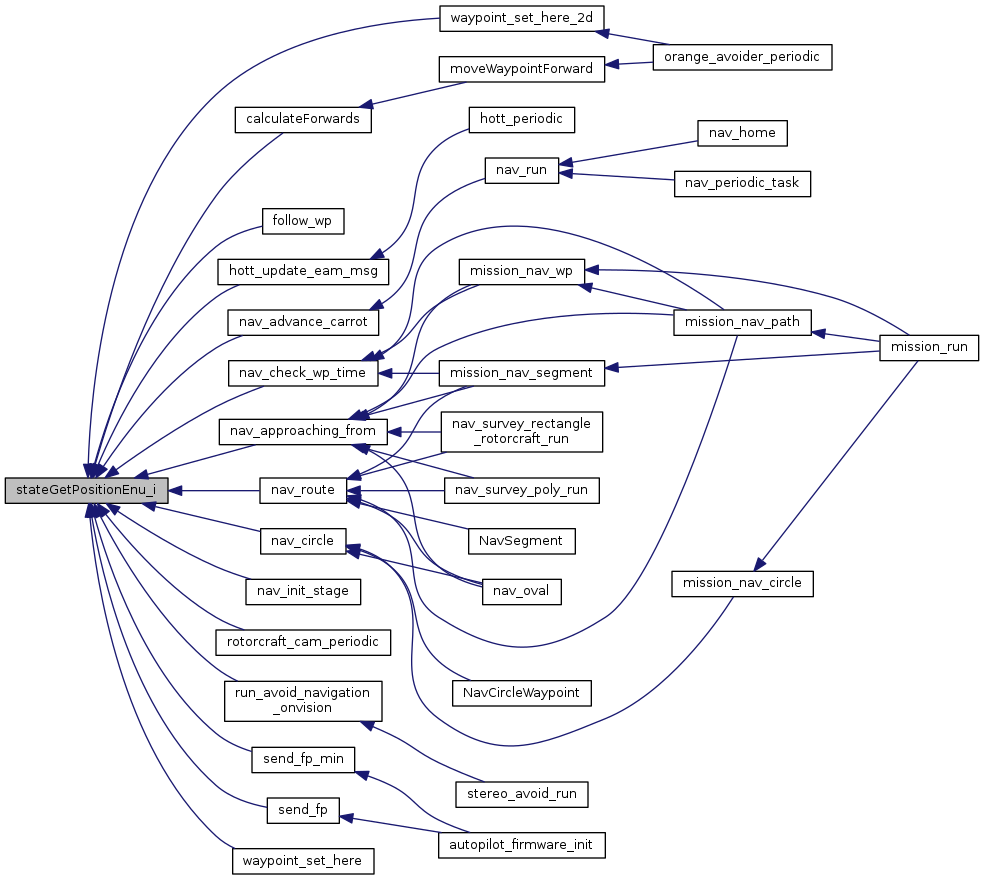 waypoint_set_here_2d
orange_avoider_periodic
moveWaypointForward
calculateForwards
hott_periodic
nav_home
nav_run
nav_periodic_task
follow_wp
hott_update_eam_msg
mission_nav_wp
nav_advance_carrot
mission_nav_path
mission_run
nav_check_wp_time
mission_nav_segment
nav_approaching_from
nav_survey_rectangle
_rotorcraft_run
stateGetPositionEnu_i
nav_route
nav_survey_poly_run
nav_circle
NavSegment
nav_init_stage
nav_oval
mission_nav_circle
rotorcraft_cam_periodic
run_avoid_navigation
_onvision
NavCircleWaypoint
send_fp_min
stereo_avoid_run
send_fp
autopilot_firmware_init
waypoint_set_here